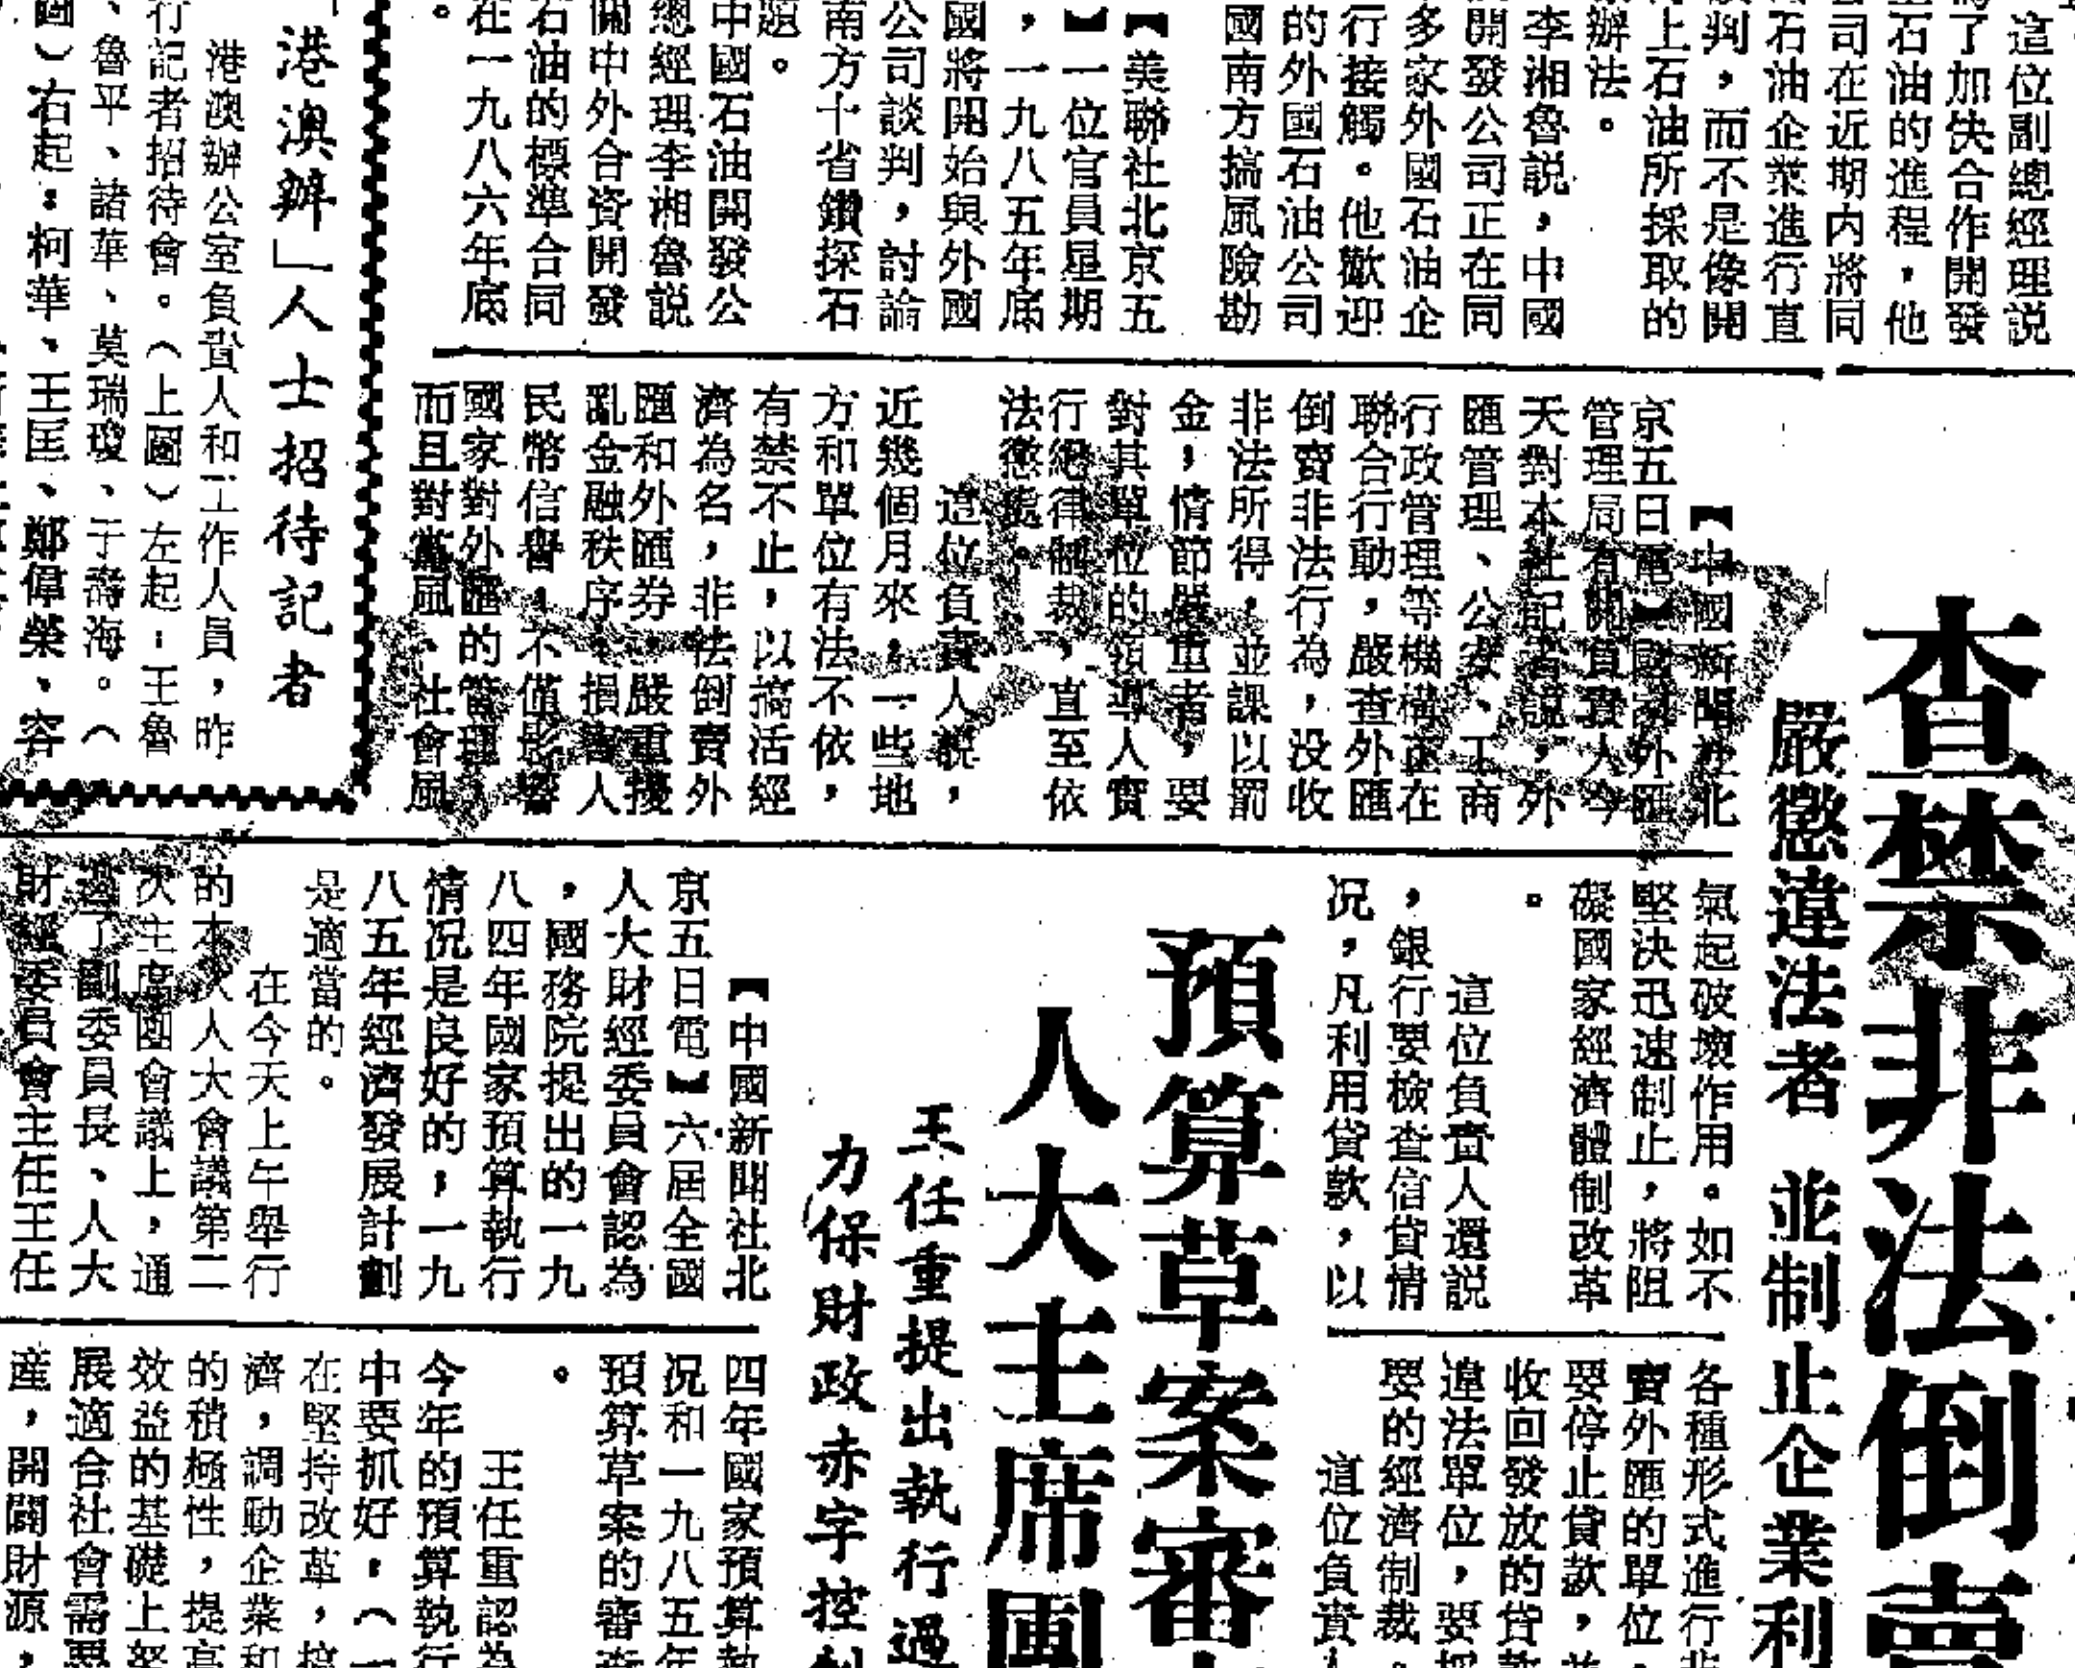 這位副總經理説
為了加快合作開發
石油的進程，他
司在近期内將同
石油企業進行直
談判，而不是像開
上石油所採取的
辦法。
李湘魯説，中國
開發公司正在同
多家外國石油企
行接觸。他歡迎
的外國石油公司
國南方搞風險勘
【美聯社北京五
】一位官員星期
，一九八五年底
國將開始與外國
公司談判，討論
南方十省鑽探石
題。
中國石油開發公
總經理李湘魯説
關中外合資開發
石油的標準合同
在一九八六年底
。
「港澳辦」人士招待記者
港澳辦公室負責人和工作人員，昨
行記者招待會。（上圖）左起：王魯
、魯平、諸華、莫瑞瓊、于壽海。（
圖）右起：柯華、王匡、鄭偉榮、容
查禁非法倒賣
嚴懲違法者 並制止企業利
【中國新聞社北
京五日電】國家外匯
管理局有關負責人今
天對本社記者說，外
匯管理、公安、工商
行政管理等機構正在
聯合行動，嚴查外匯
倒賣非法行為，没收
非法所得，並課以罰
金，情節嚴重者，要
對其單位的領導人實
行紀律制裁，直至依
法懲處。
這位負責人説，
近幾個月來，一些地
方和單位有法不依，
有禁不止，以搞活經
濟為名，非法倒賣外
匯和外匯券，嚴重擾
亂金融秩序，損害人
民幣信譽，不僅影響
國家對外匯的管理，
而且對黨風、社會風
氣起破壞作用。如不
堅決迅速制止，將阻
礙國家經濟體制改革
。
這位負責人還説
，銀行要檢查信貸情
况，凡利用貸款，以
各種形式進行非
賣外匯的單位，
要停止貸款，並
收回發放的貸款
違法單位，要採
要的經濟制裁。
這位負責人
預算草案審
人大主席團
王任重提出執行過
力保財政赤字控制
【中國新聞社北
京五日電】六届全國
人大財經委員會認為
，國務院提出的一九
八四年國家預算執行
情况是良好的，一九
八五年經濟發展計劃
是適當的。
在今天上午舉行
的本次人大會議第二
次主席團會議上，通
過了副委員長、人大
財經委員會主任王任
四年國家預算執
况和一九八五年
預算草案的審查
。
王任重認為
今年的預算執行
中要抓好：（一
在堅持改革，搞
濟，調動企業和
的積極性，提高
效益的基礎上努
展適合社會需要
産，開闢財源，